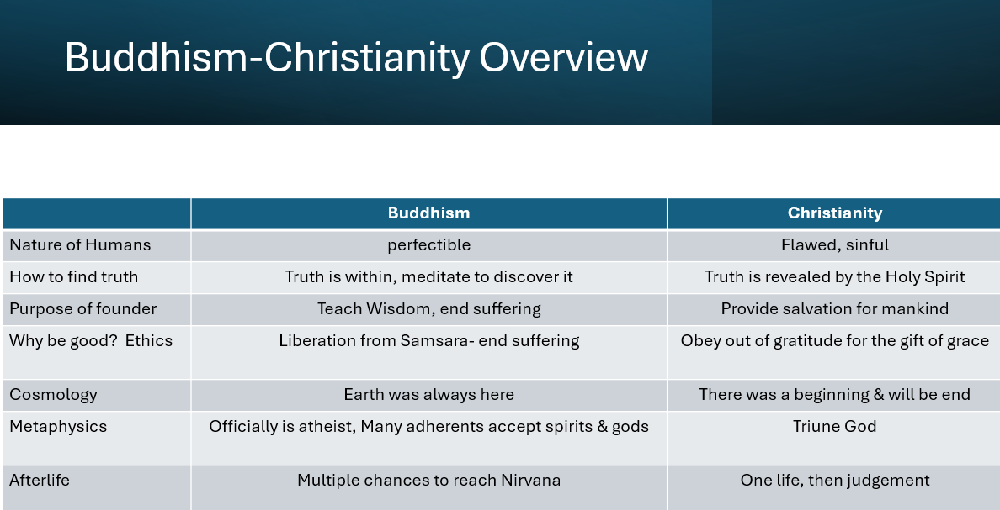 Buddhism-Christianity Overview
Buddhism Christianity
Nature of Humans perfectible Flawed, sinful
How to find truth Truth is within, meditate to discover it Truth is revealed by the Holy Spirit
Purpose of founder Teach Wisdom, end suffering Provide salvation for mankind
Why be good?  Ethics Liberation from Samsara- end suffering Obey out of gratitude for the gift of grace
Cosmology Earth was always here There was a beginning & will be end
Metaphysics Officially is atheist, Many adherents accept spirits & gods Triune God
Afterlife Multiple chances to reach Nirvana One life, then judgement